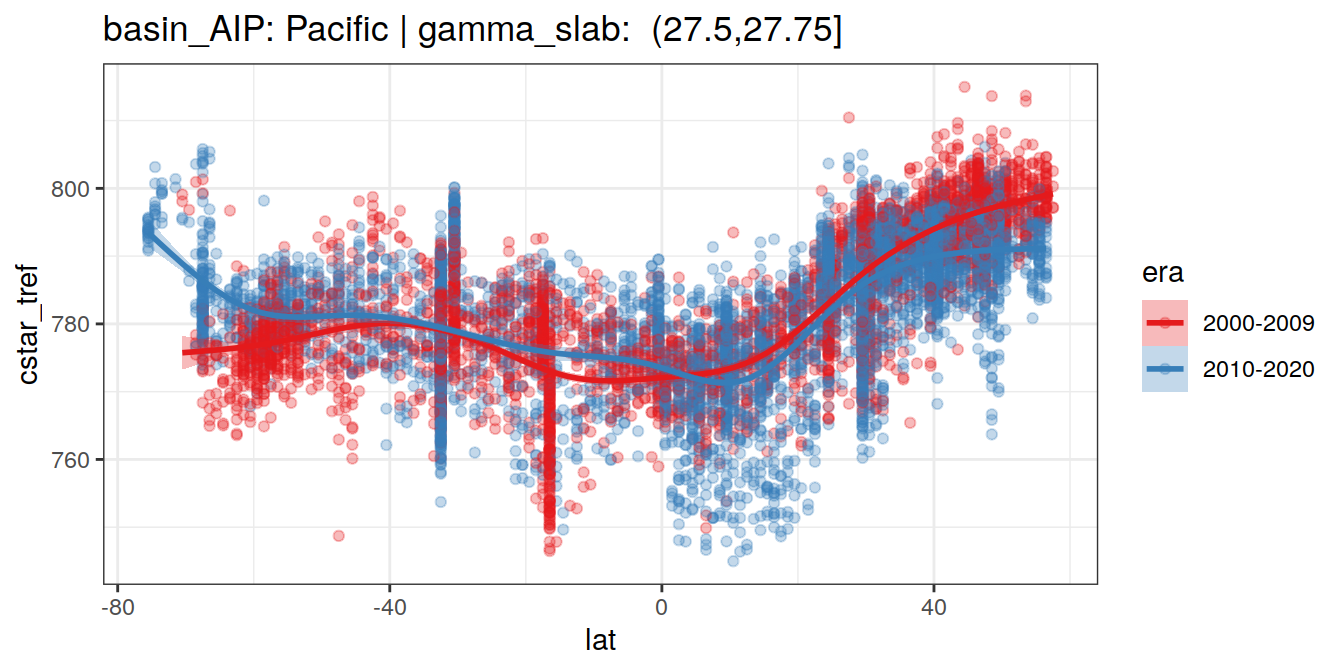 basin_AIP: Pacific | gamma_slab:  (27.5,27.75]
cstar_tref
800
780
760
-80
-40
0
40
lat
era
2000-2009
2010-2020